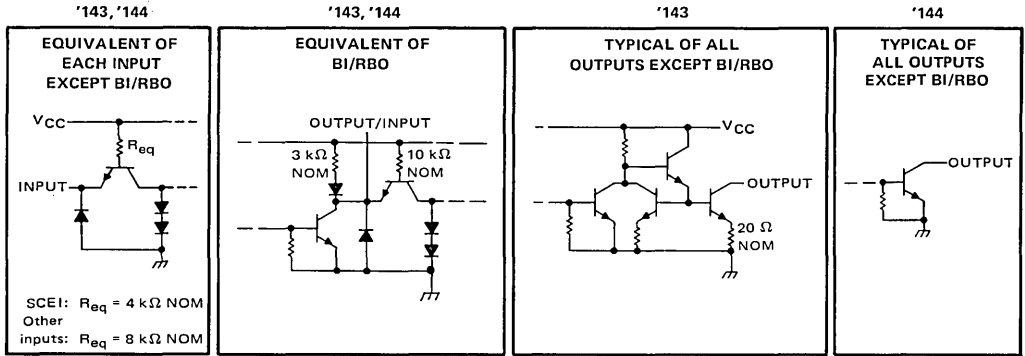 '143, '144
EQUIVALENT OF
EACH INPUT
EXCEPT BI/RBO
VCC
Req
INPUT
SCEI: Req = 4 kΩ NOM
Other
inputs: Req = 8 kΩ NOM
'143, '144
EQUIVALENT OF
BI/RBO
OUTPUT/INPUT
3 kΩ
NOM
10 kΩ
NOM
'143
TYPICAL OF ALL
OUTPUTS EXCEPT BI/RBO
VCC
OUTPUT
20 Ω
NOM
'144
TYPICAL OF
ALL OUTPUTS
EXCEPT BI/RBO
OUTPUT